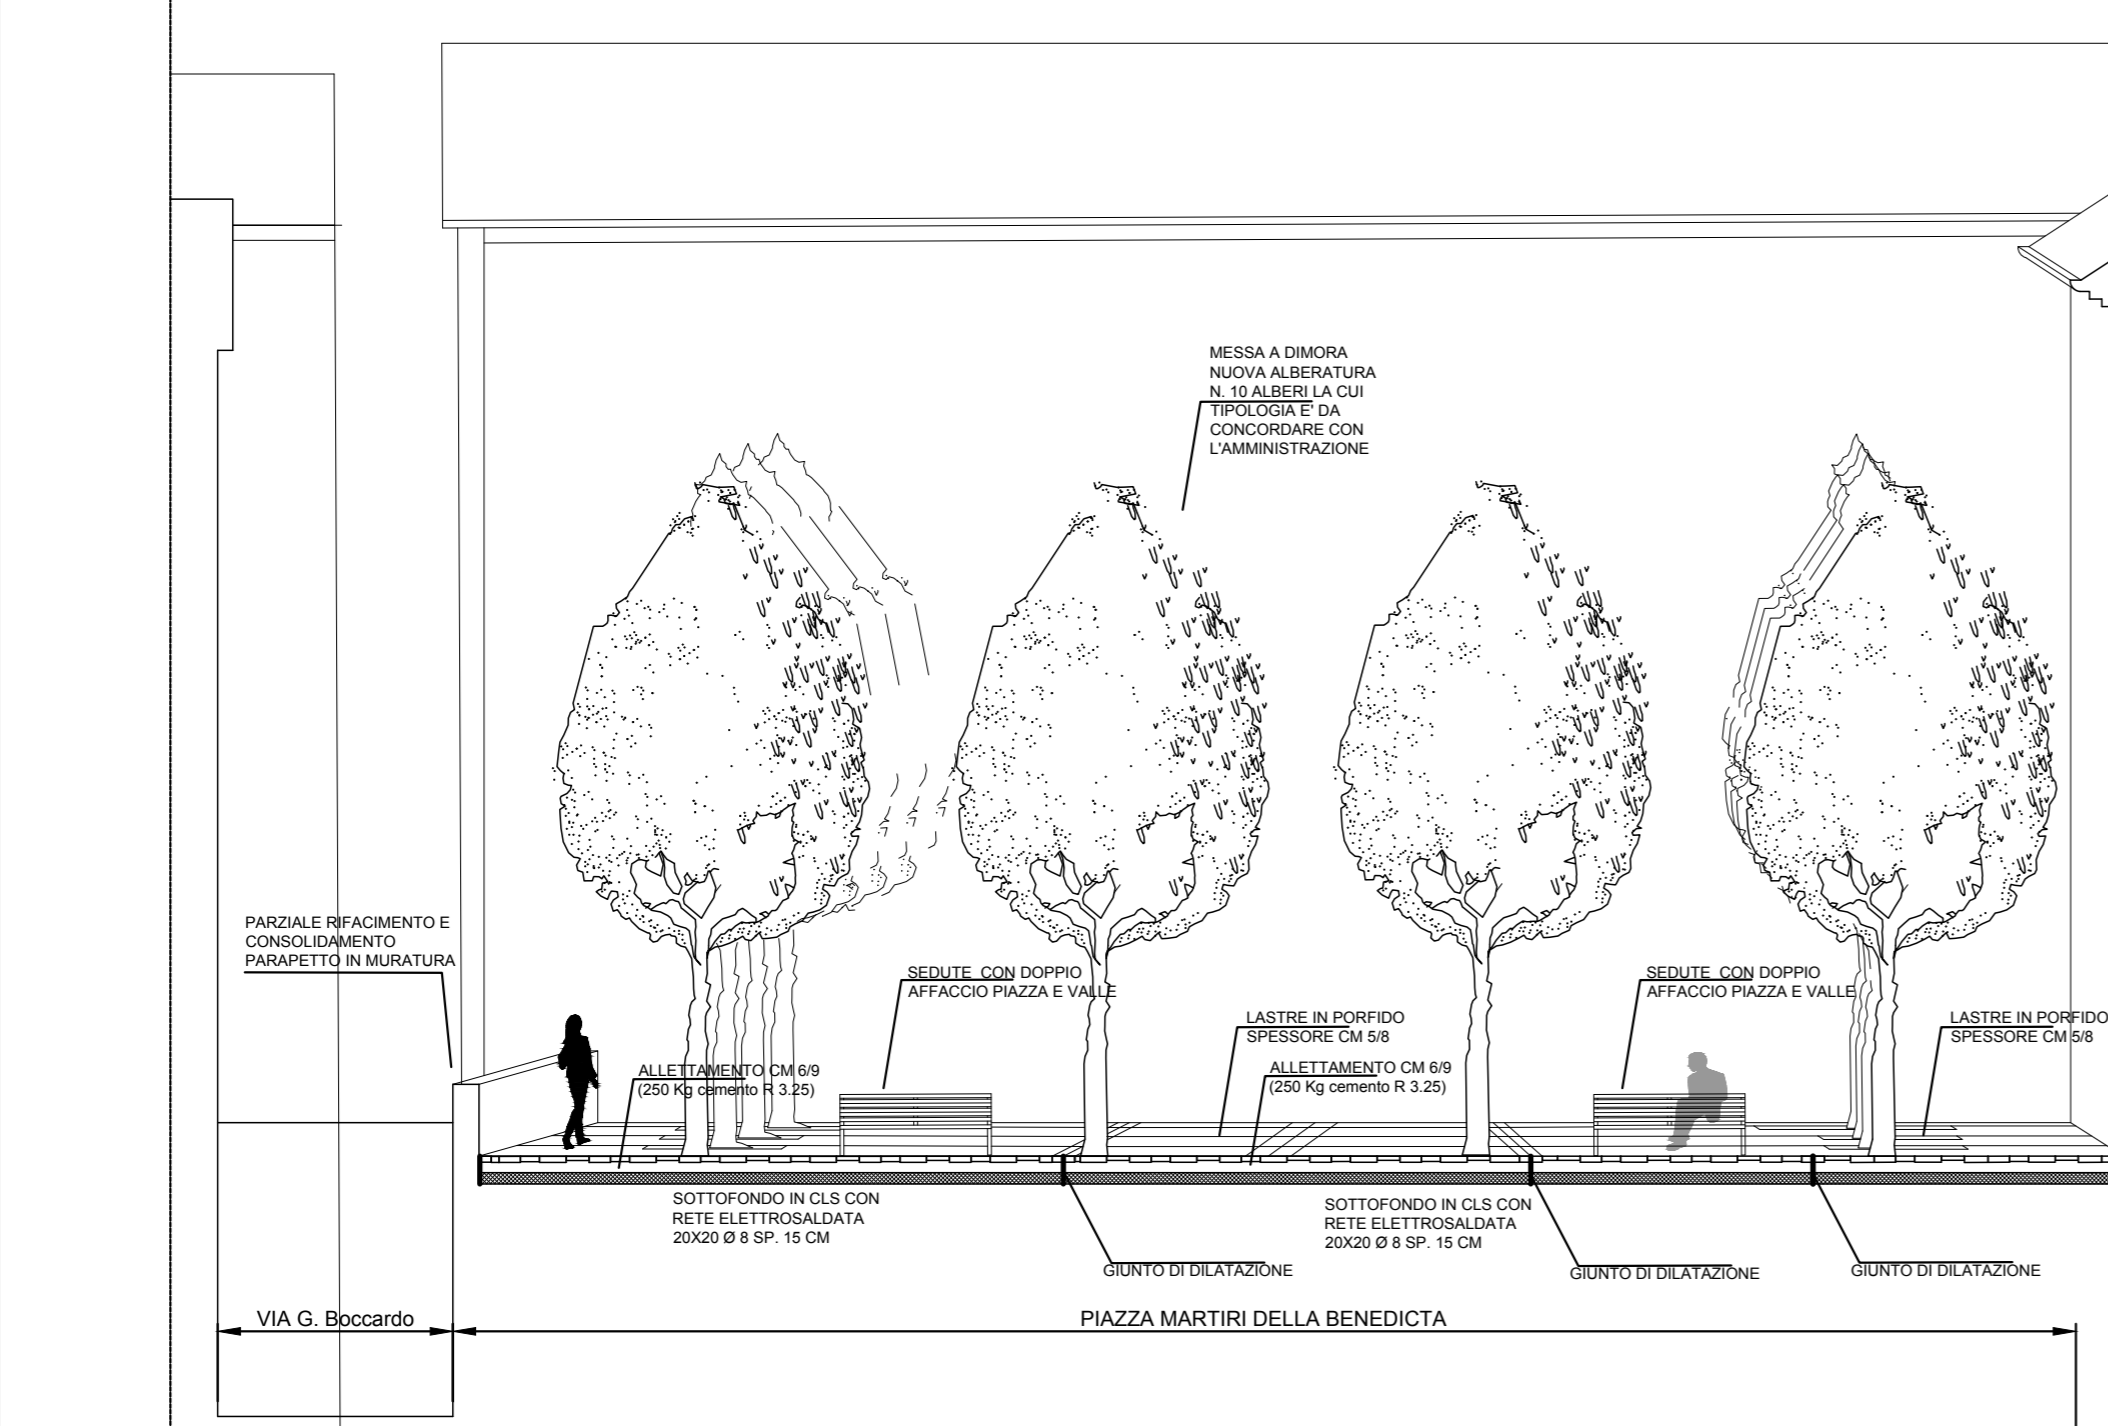 MESSA A DIMORA
NUOVA ALBERATURA
N. 10 ALBERI LA CUI
TIPOLOGIA E' DA
CONCORDARE CON
L'AMMINISTRAZIONE
PARZIALE RIFACIMENTO E
CONSOLIDAMENTO
PARAPETTO IN MURATURA
SEDUTE CON DOPPIO
AFFACCIO PIAZZA E VALLE
SEDUTE CON DOPPIO
AFFACCIO PIAZZA E VALLE
LASTRE IN PORFIDO
SPESSORE CM 5/8
LASTRE IN PORFIDO
SPESSORE CM 5/8
ALLETTAMENTO CM 6/9
(250 Kg cemento R 3.25)
ALLETTAMENTO CM 6/9
(250 Kg cemento R 3.25)
SOTTOFONDO IN CLS CON
RETE ELETTROSALDATA
20X20 Ø 8 SP. 15 CM
SOTTOFONDO IN CLS CON
RETE ELETTROSALDATA
20X20 Ø 8 SP. 15 CM
GIUNTO DI DILATAZIONE
GIUNTO DI DILATAZIONE
GIUNTO DI DILATAZIONE
VIA G. Boccardo
PIAZZA MARTIRI DELLA BENEDICTA